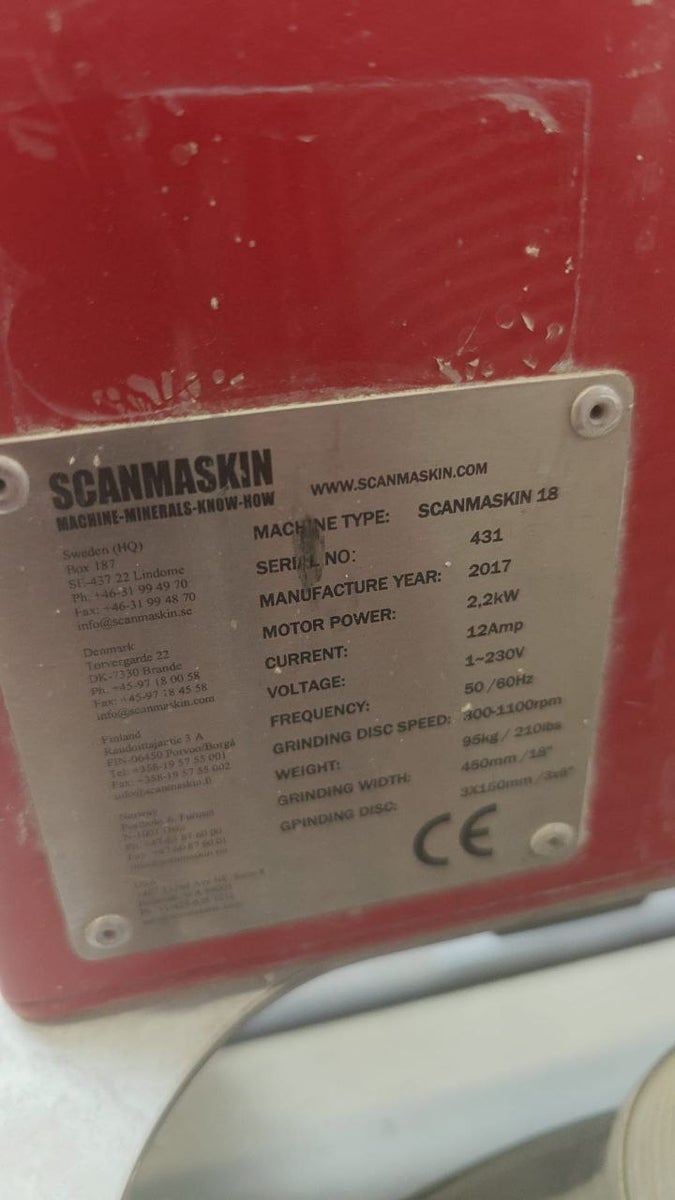 SCANMASKIN
MACHINE-MINERALS-KNOW-HOW
Sweden (HQ)
Box 187
SE-437 22 Lindome
Ph: +46-31 99 49 70
Fax: +46-31 99 48 70
info@scanmaskin.se
Denmark
Torvergarde 22
DK-7330 Brande
Ph. +45-97 18 00 58
Fax: +45-97 18 45 58
info@scanmaskin.com
Finland
Raudoittajantie 3 A
FIN-06450 Porvoo/Borgå
Tel: +358-19 57 55 001
Fax: +358-19 57 55 002
info@scanmaskin.fi
Norway
WWW.SCANMASKIN.COM
MACHINE TYPE: SCANMASKIN 18
SERIAL NO: 431
MANUFACTURE YEAR: 2017
MOTOR POWER: 2,2kW
CURRENT: 12Amp
VOLTAGE: 1~230V
FREQUENCY: 50/60Hz
GRINDING DISC SPEED: 300-1100rpm
WEIGHT: 95kg / 210lbs
GRINDING WIDTH: 450mm/18"
GRINDING DISC: 3X150mm/3x6"
CE